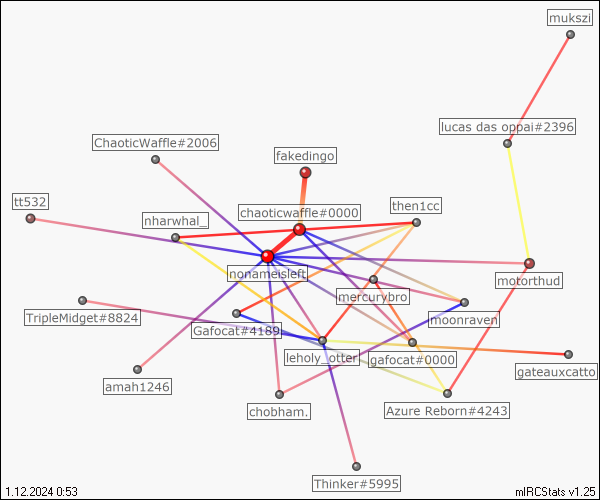 mukszi
lucas das oppai#2396
ChaoticWaffle#2006
fakedingo
tt532
then1cc
chaoticwaffle#0000
nharwhal_
nonameisleft
motorthud
mercurybro
moonraven
TripleMidget#8824
Gafocat#4189
leholy_otter
gafocat#0000
gateauxcatto
amah1246
chobham.
Azure Reborn#4243
Thinker#5995
1.12.2024 0:53
mIRCStats v1.25